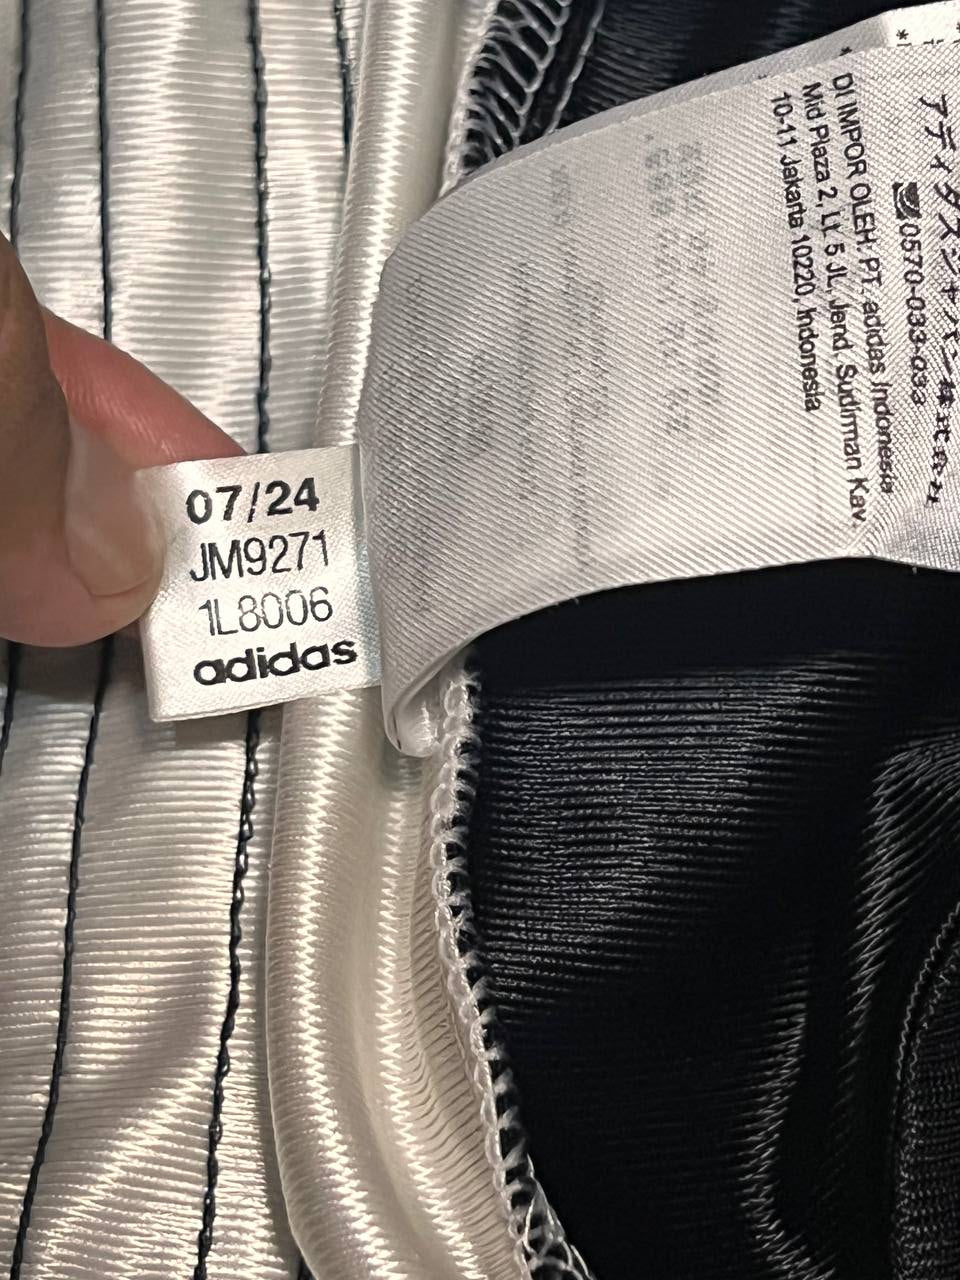 07/24
JM9271
1L8006
adidas
アディダスジャパン
0570-033-033
DI IMPOR OLEH: PT. adidas Indonesia
Mid Plaza 2, Lt. 5 JL, Jend. Sudirman Kav.
10-11 Jakarta 10220, Indonesia